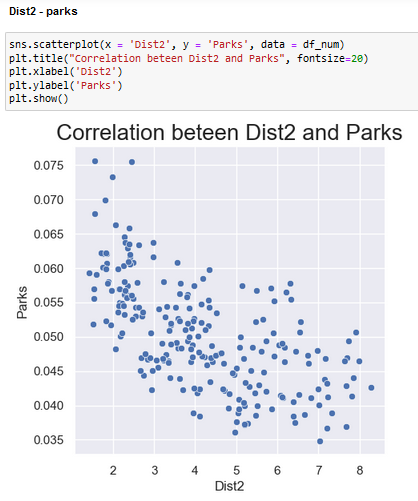 Dist2 - parks
sns.scatterplot(x = 'Dist2', y = 'Parks', data = df_num)
plt.title("Correlation beteen Dist2 and Parks", fontsize=20)
plt.xlabel('Dist2')
plt.ylabel('Parks')
plt.show()
Correlation beteen Dist2 and Parks
0.075
0.070
0.065
0.060
0.055
0.050
0.045
0.040
0.035
Parks
2 3 4 5 6 7 8
Dist2